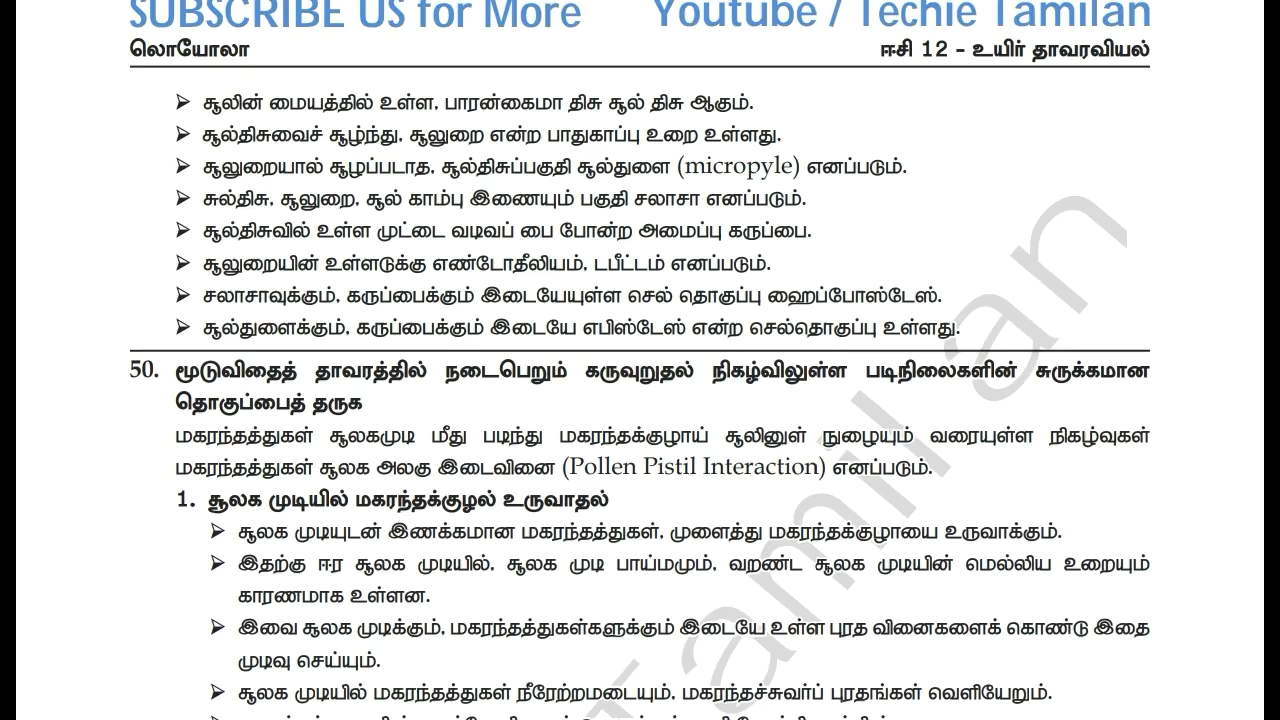 SUBSCRIBE US for More Youtube / Techie Tamilan
லொயோலா ஈசி 12 - உயிர் தாவரவியல்
➢ சூலின் மையத்தில் உள்ள, பாரன்கைமா திசு சூல் திசு ஆகும்.
➢ சூல்திசுவைச் சூழ்ந்து, சூலுறை என்ற பாதுகாப்பு உறை உள்ளது.
➢ சூலுறையால் சூழப்படாத, சூல்திசுப்பகுதி சூல்துளை (micropyle) எனப்படும்.
➢ சுல்திசு, சூலுறை, சூல் காம்பு இணையும் பகுதி சலாசா எனப்படும்.
➢ சூல்திசுவில் உள்ள முட்டை வடிவப் பை போன்ற அமைப்பு கருப்பை.
➢ சூலுறையின் உள்ளடுக்கு எண்டோதீலியம், டபீட்டம் எனப்படும்.
➢ சலாசாவுக்கும், கருப்பைக்கும் இடையேயுள்ள செல் தொகுப்பு ஹைப்போஸ்டேஸ்.
➢ சூல்துளைக்கும், கருப்பைக்கும் இடையே எபிஸ்டேஸ் என்ற செல்தொகுப்பு உள்ளது.
50. மூடுவிதைத் தாவரத்தில் நடைபெறும் கருவுறுதல் நிகழ்விலுள்ள படிநிலைகளின் சுருக்கமான
தொகுப்பைத் தருக
மகரந்தத்துகள் சூலகமுடி மீது படிந்து மகரந்தக்குழாய் சூலினுள் நுழையும் வரையுள்ள நிகழ்வுகள்
மகரந்தத்துகள் சூலக அலகு இடைவினை (Pollen Pistil Interaction) எனப்படும்.
1. சூலக முடியில் மகரந்தக்குழல் உருவாதல்
➢ சூலக முடியுடன் இணக்கமான மகரந்தத்துகள், முளைத்து மகரந்தக்குழாயை உருவாக்கும்.
➢ இதற்கு ஈர சூலக முடியில், சூலக முடி பாய்மமும், வறண்ட சூலக முடியின் மெல்லிய உறையும்
காரணமாக உள்ளன.
➢ இவை சூலக முடிக்கும், மகரந்தத்துகள்களுக்கும் இடையே உள்ள புரத வினைகளைக் கொண்டு இதை
முடிவு செய்யும்.
➢ சூலக முடியில் மகரந்தத்துகள் நீரேற்றமடையும், மகரந்தச்சுவர்ப் புரதங்கள் வெளியேறும்.
Tamilan